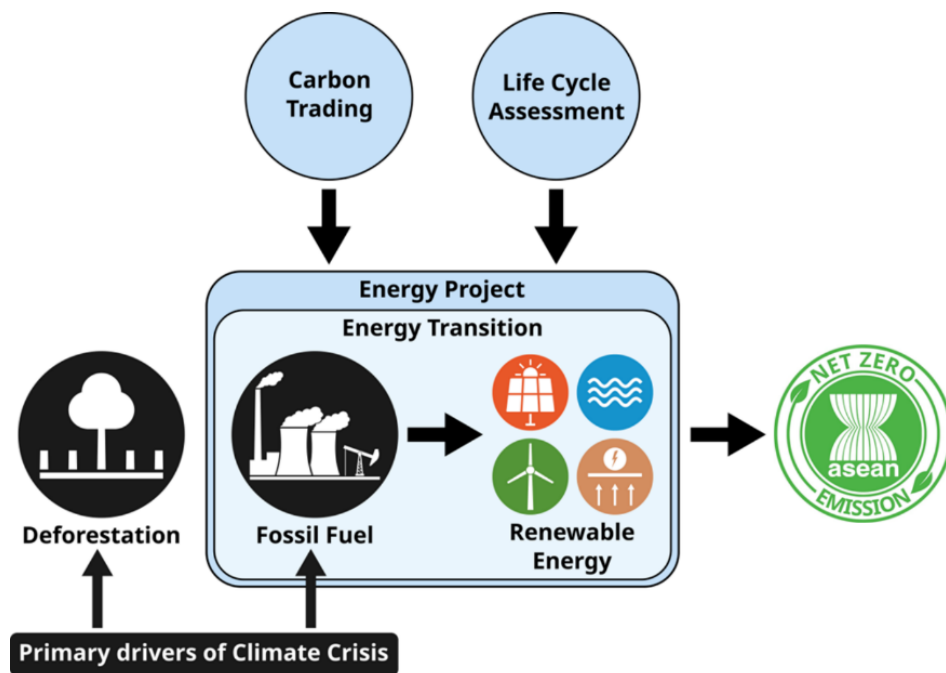 Carbon
Trading
Life Cycle
Assessment
Energy Project
Energy Transition
Deforestation
Fossil Fuel
Renewable
Energy
NET ZERO
asean
EMISSION
Primary drivers of Climate Crisis